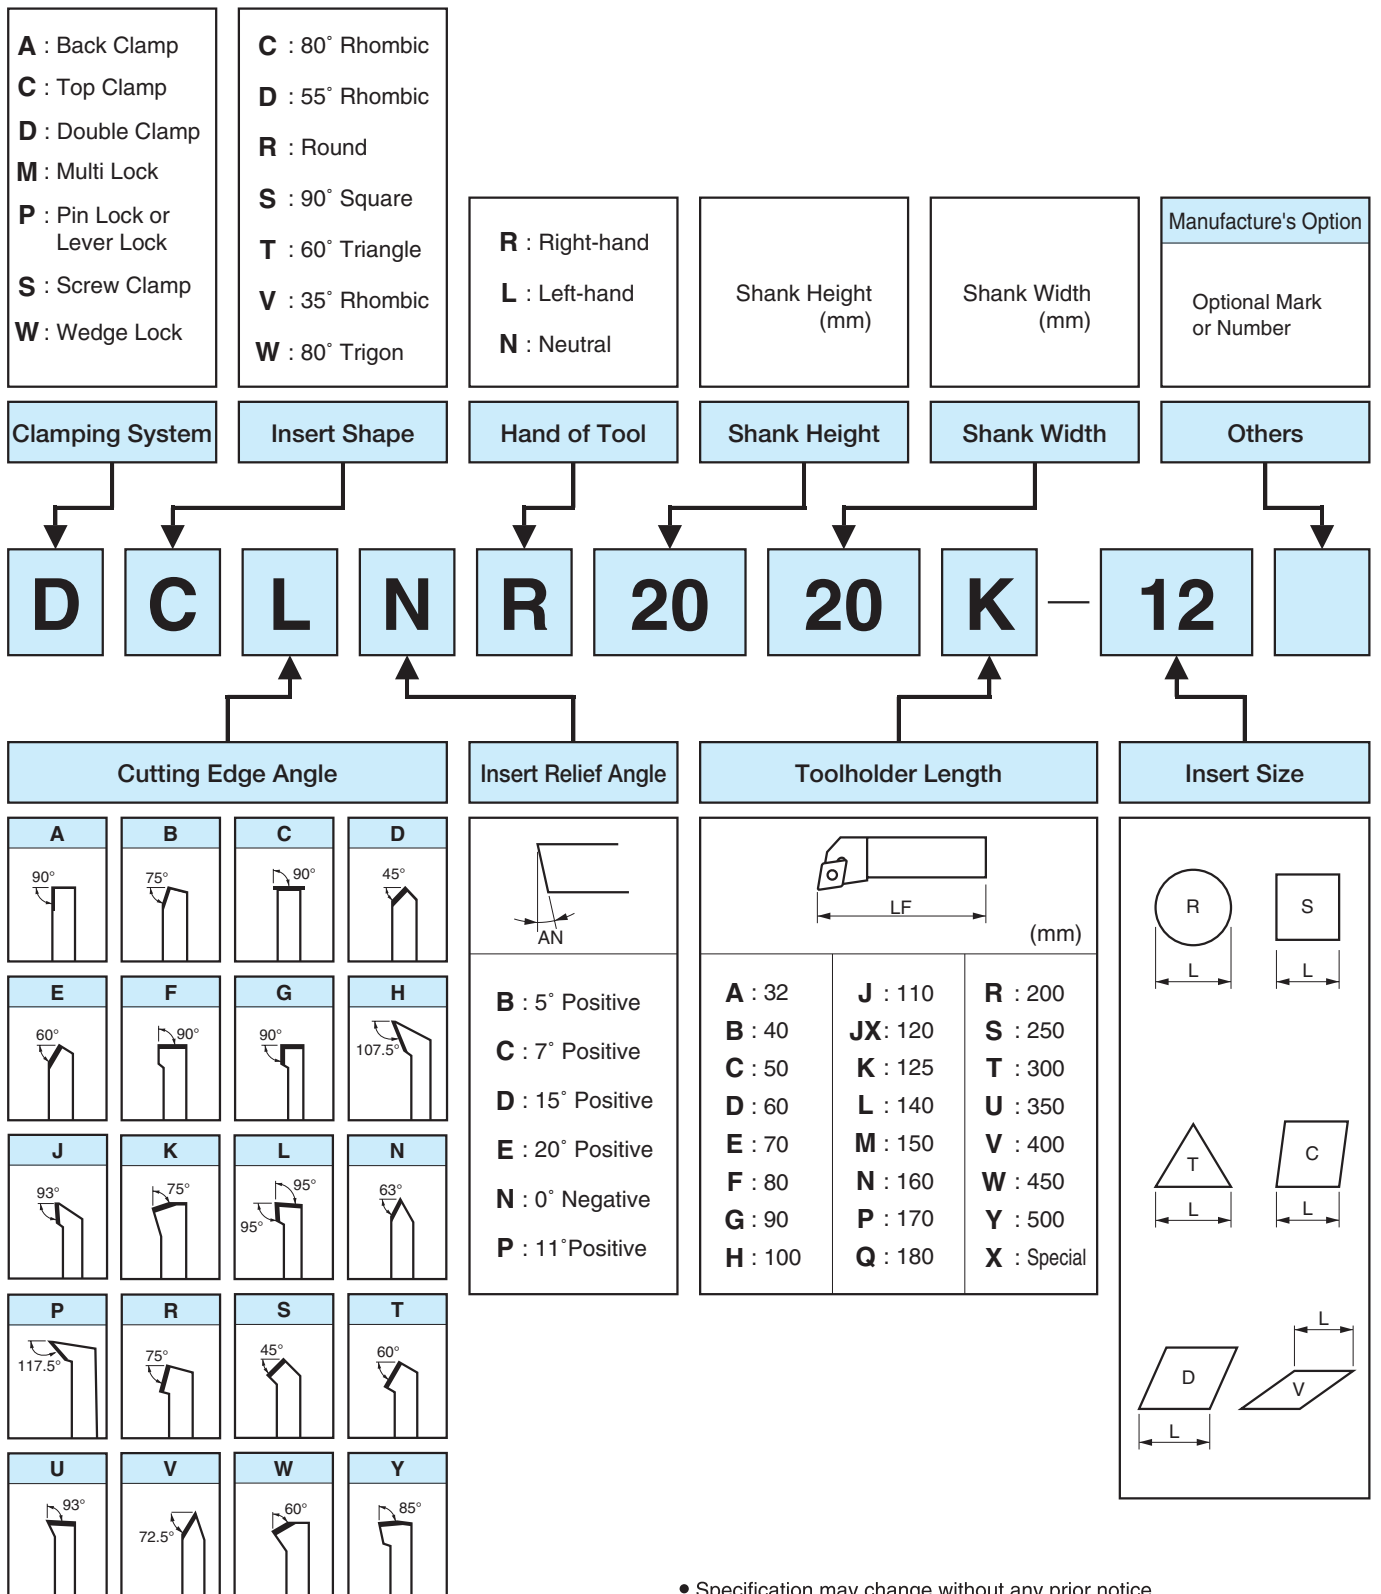 A : Back Clamp
C : Top Clamp
D : Double Clamp
M : Multi Lock
P : Pin Lock or
Lever Lock
S : Screw Clamp
W : Wedge Lock
C : 80° Rhombic
D : 55° Rhombic
R : Round
S : 90° Square
T : 60° Triangle
V : 35° Rhombic
W : 80° Trigon
R : Right-hand
L : Left-hand
N : Neutral
Shank Height
(mm)
Shank Width
(mm)
Manufacture's Option
Optional Mark
or Number
Clamping System
Insert Shape
Hand of Tool
Shank Height
Shank Width
Others
D C L N R 20 20 K — 12
Cutting Edge Angle
Insert Relief Angle
Toolholder Length
Insert Size
A B C D
90° 75° 90° 45°
E F G H
60° 90° 90° 107.5°
J K L N
93° 75° 95° 95° 63°
P R S T
117.5° 75° 45° 60°
U V W Y
93° 72.5° 60° 85°
AN
B : 5° Positive
C : 7° Positive
D : 15° Positive
E : 20° Positive
N : 0° Negative
P : 11°Positive
LF
(mm)
A : 32
B : 40
C : 50
D : 60
E : 70
F : 80
G : 90
H : 100
J : 110
JX : 120
K : 125
L : 140
M : 150
N : 160
P : 170
Q : 180
R : 200
S : 250
T : 300
U : 350
V : 400
W : 450
Y : 500
X : Special
R S
L L
T C
L L
L
D V
L
● Specification may change without any prior notice